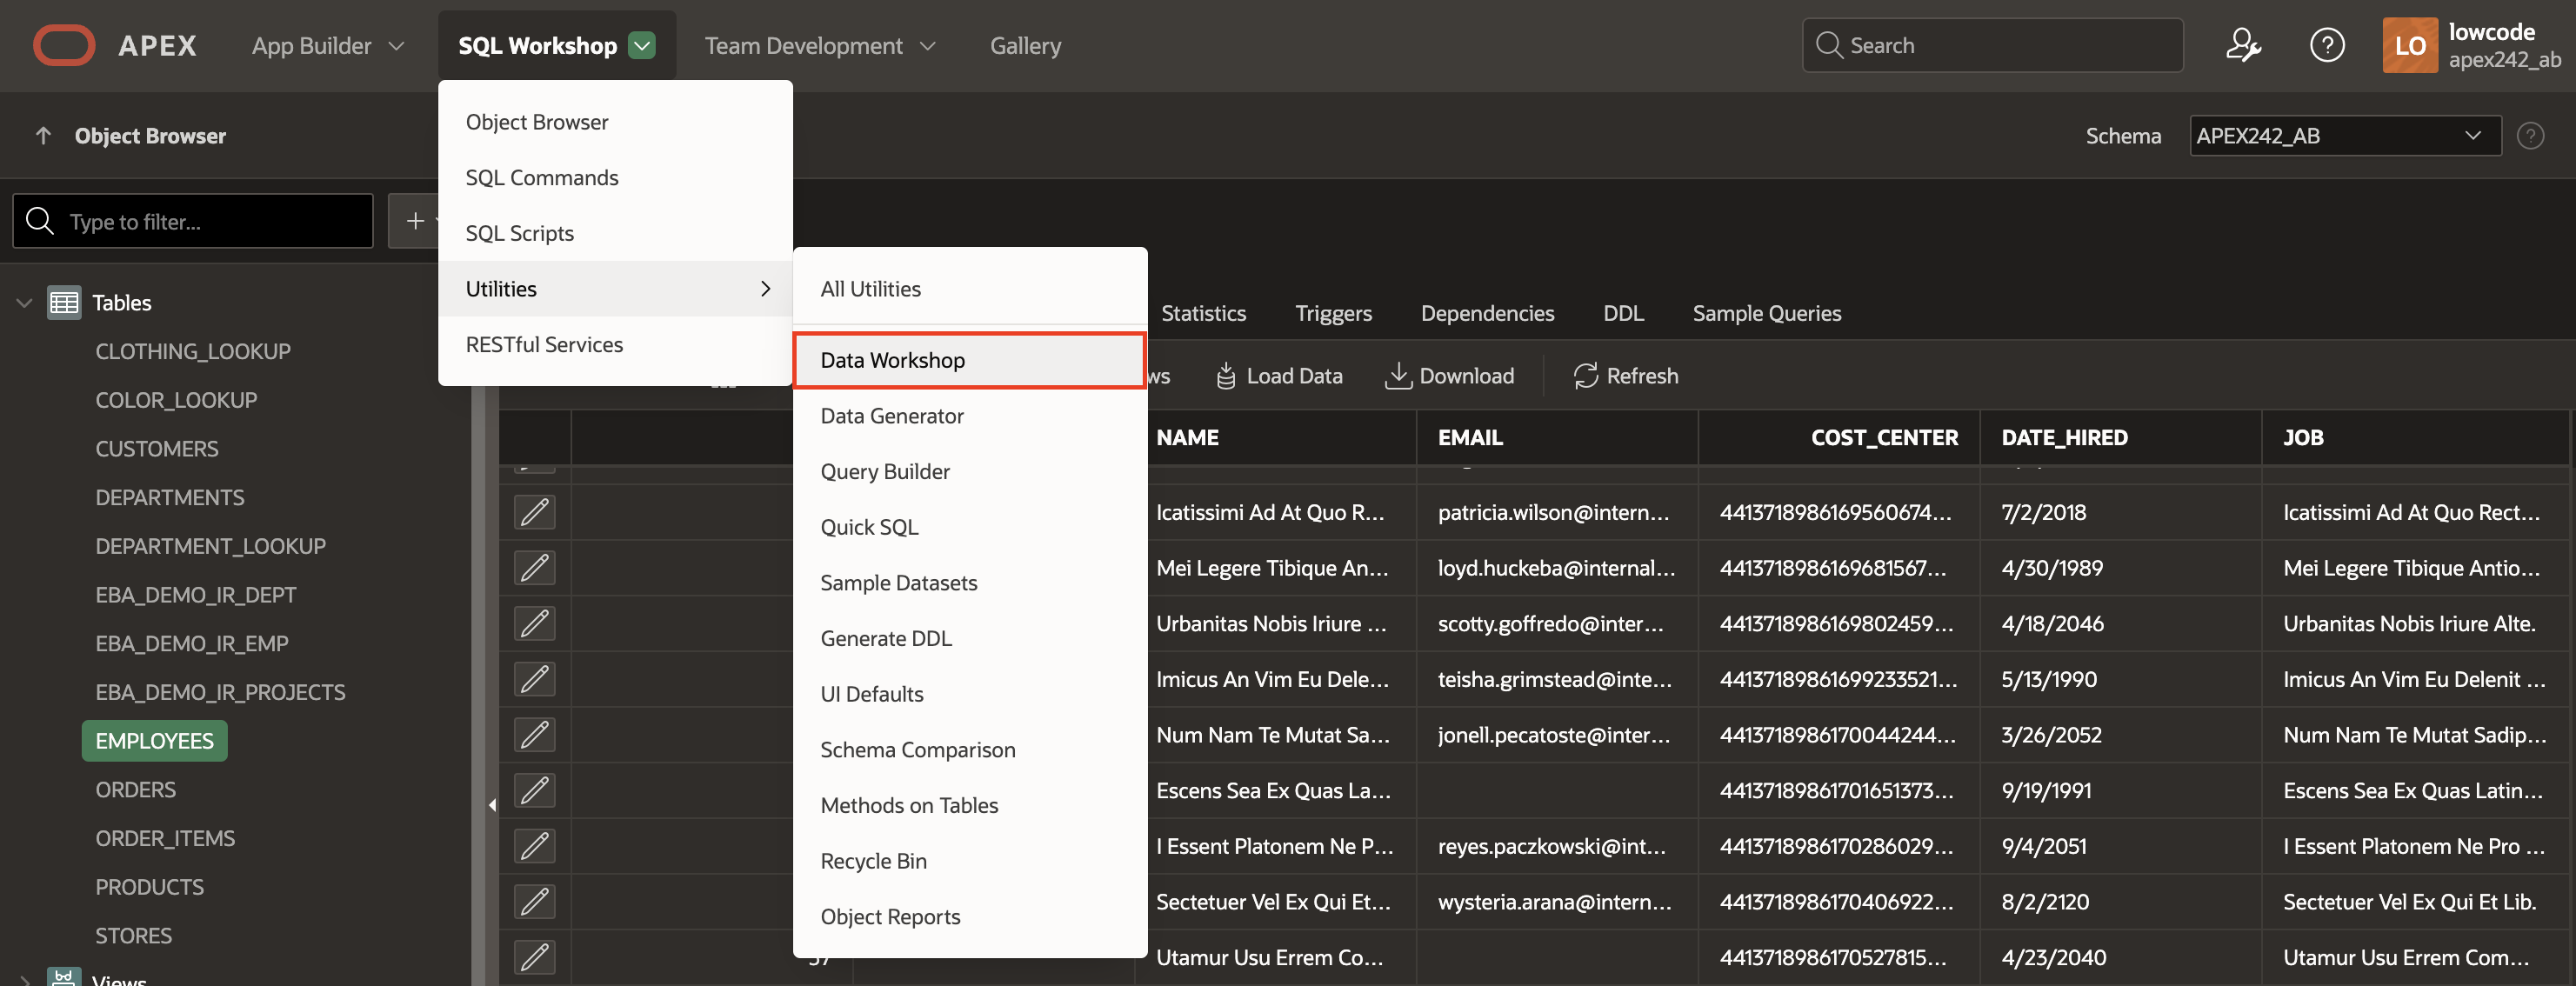 APEX App Builder SQL Workshop Team Development Gallery Search lowcode
apex242_ab
LO
Object Browser Schema APEX242_AB
Type to filter...
Tables
CLOTHING_LOOKUP
COLOR_LOOKUP
CUSTOMERS
DEPARTMENTS
DEPARTMENT_LOOKUP
EBA_DEMO_IR_DEPT
EBA_DEMO_IR_EMP
EBA_DEMO_IR_PROJECTS
EMPLOYEES
ORDERS
ORDER_ITEMS
PRODUCTS
STORES
Views
Object Browser
SQL Commands
SQL Scripts
Utilities
RESTful Services
All Utilities
Data Workshop
Data Generator
Query Builder
Quick SQL
Sample Datasets
Generate DDL
UI Defaults
Schema Comparison
Methods on Tables
Recycle Bin
Object Reports
Statistics Triggers Dependencies DDL Sample Queries
Load Data Download Refresh
NAME EMAIL COST_CENTER DATE_HIRED JOB
Icatissimi Ad At Quo R... patricia.wilson@intern... 4413718986169560674... 7/2/2018 Icatissimi Ad At Quo Rect...
Mei Legere Tibique An... loyd.huckeba@internal... 4413718986169681567... 4/30/1989 Mei Legere Tibique Antio...
Urbanitas Nobis Iriure ... scotty.goffredo@inter... 4413718986169802459... 4/18/2046 Urbanitas Nobis Iriure Alte.
Imicus An Vim Eu Dele... teisha.grimstead@inte... 44137189861699233521... 5/13/1990 Imicus An Vim Eu Delenit ...
Num Nam Te Mutat Sa... jonell.pecatoste@inter... 4413718986170044244... 3/26/2052 Num Nam Te Mutat Sadip...
Escens Sea Ex Quas La... 44137189861701651373... 9/19/1991 Escens Sea Ex Quas Latin...
I Essent Platonem Ne P... reyes.paczkowski@int... 4413718986170286029... 9/4/2051 I Essent Platonem Ne Pro ...
Sectetuer Vel Ex Qui Et... wysteria.arana@intern... 4413718986170406922... 8/2/2120 Sectetuer Vel Ex Qui Et Lib.
Utamur Usu Errem Co... 4413718986170527815... 4/23/2040 Utamur Usu Errem Com...